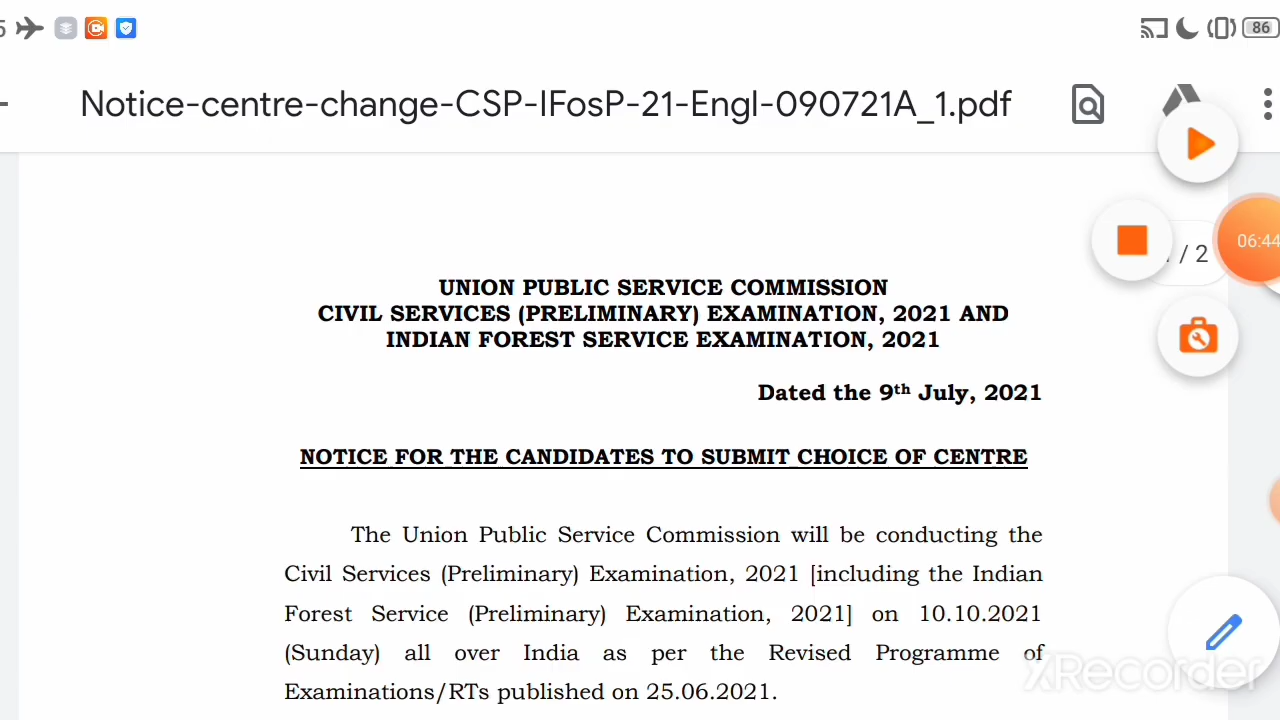 5
86
Notice-centre-change-CSP-IFosP-21-Engl-090721A_1.pdf
/ 2
06:44
UNION PUBLIC SERVICE COMMISSION
CIVIL SERVICES (PRELIMINARY) EXAMINATION, 2021 AND
INDIAN FOREST SERVICE EXAMINATION, 2021
Dated the 9th July, 2021
NOTICE FOR THE CANDIDATES TO SUBMIT CHOICE OF CENTRE
The Union Public Service Commission will be conducting the
Civil Services (Preliminary) Examination, 2021 [including the Indian
Forest Service (Preliminary) Examination, 2021] on 10.10.2021
(Sunday) all over India as per the Revised Programme of
Examinations/RTs published on 25.06.2021.
XRecorder